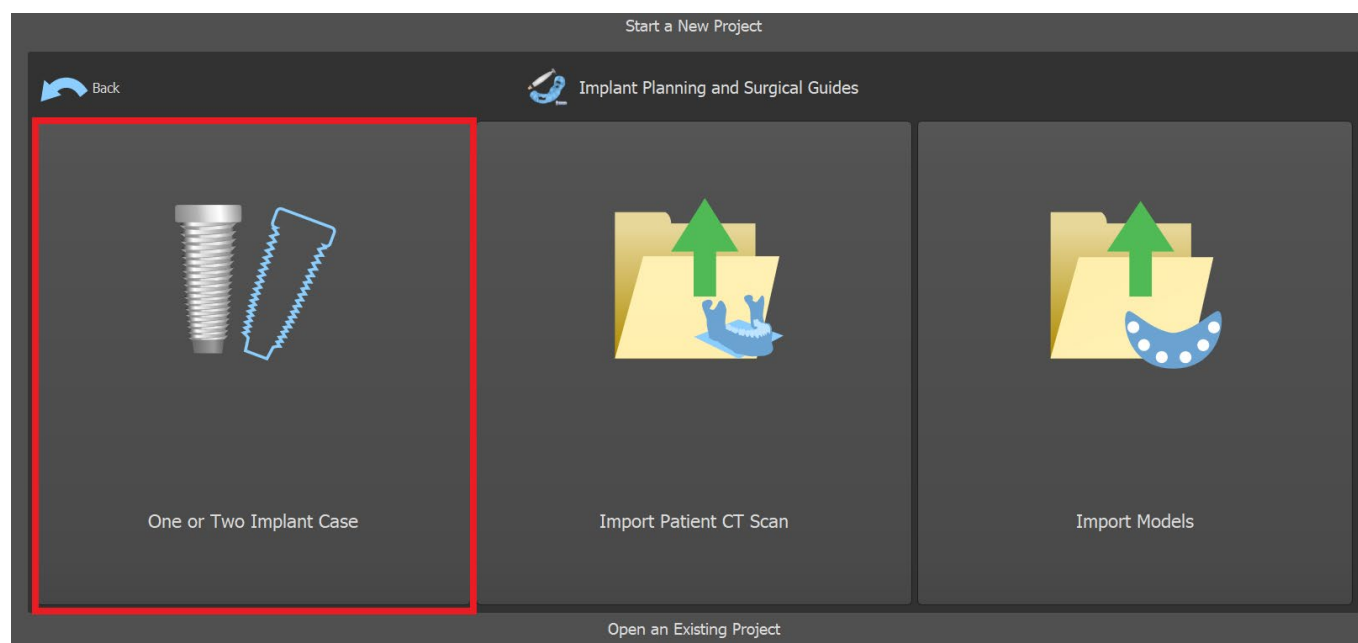 Start a New Project
Back
Implant Planning and Surgical Guides
One or Two Implant Case
Import Patient CT Scan
Import Models
Open an Existing Project